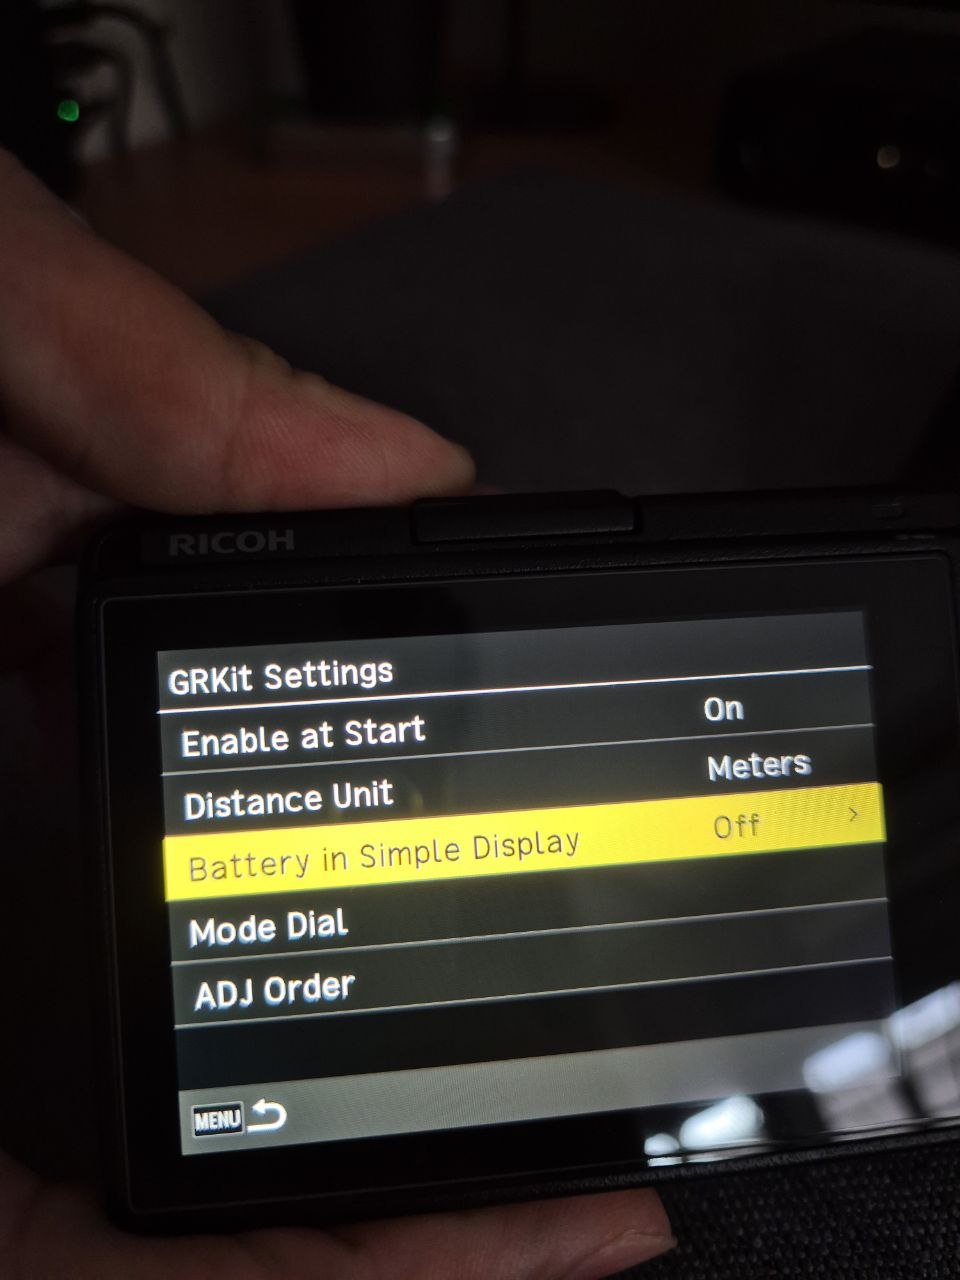 RICOH
GRKit Settings
Enable at Start On
Distance Unit Meters
Battery in Simple Display Off >
Mode Dial
ADJ Order
MENU